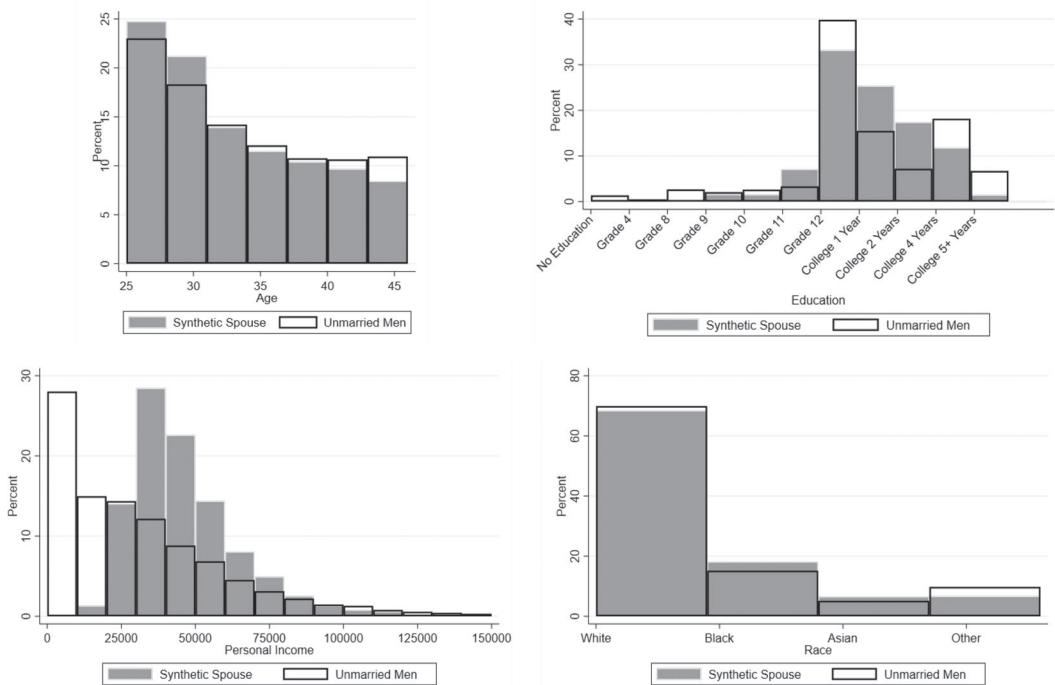 25
20
15
10
5
0
Percent
25 30 35 40 45
Age
Synthetic Spouse Unmarried Men
40
30
20
10
0
Percent
No Education Grade 4 Grade 8 Grade 9 Grade 10 Grade 11 Grade 12 College 1 Year College 2 Years College 4 Years College 5+ Years
Education
Synthetic Spouse Unmarried Men
30
20
10
0
Percent
0 25000 50000 75000 100000 125000 150000
Personal Income
Synthetic Spouse Unmarried Men
80
60
40
20
0
Percent
White Black Asian Other
Race
Synthetic Spouse Unmarried Men